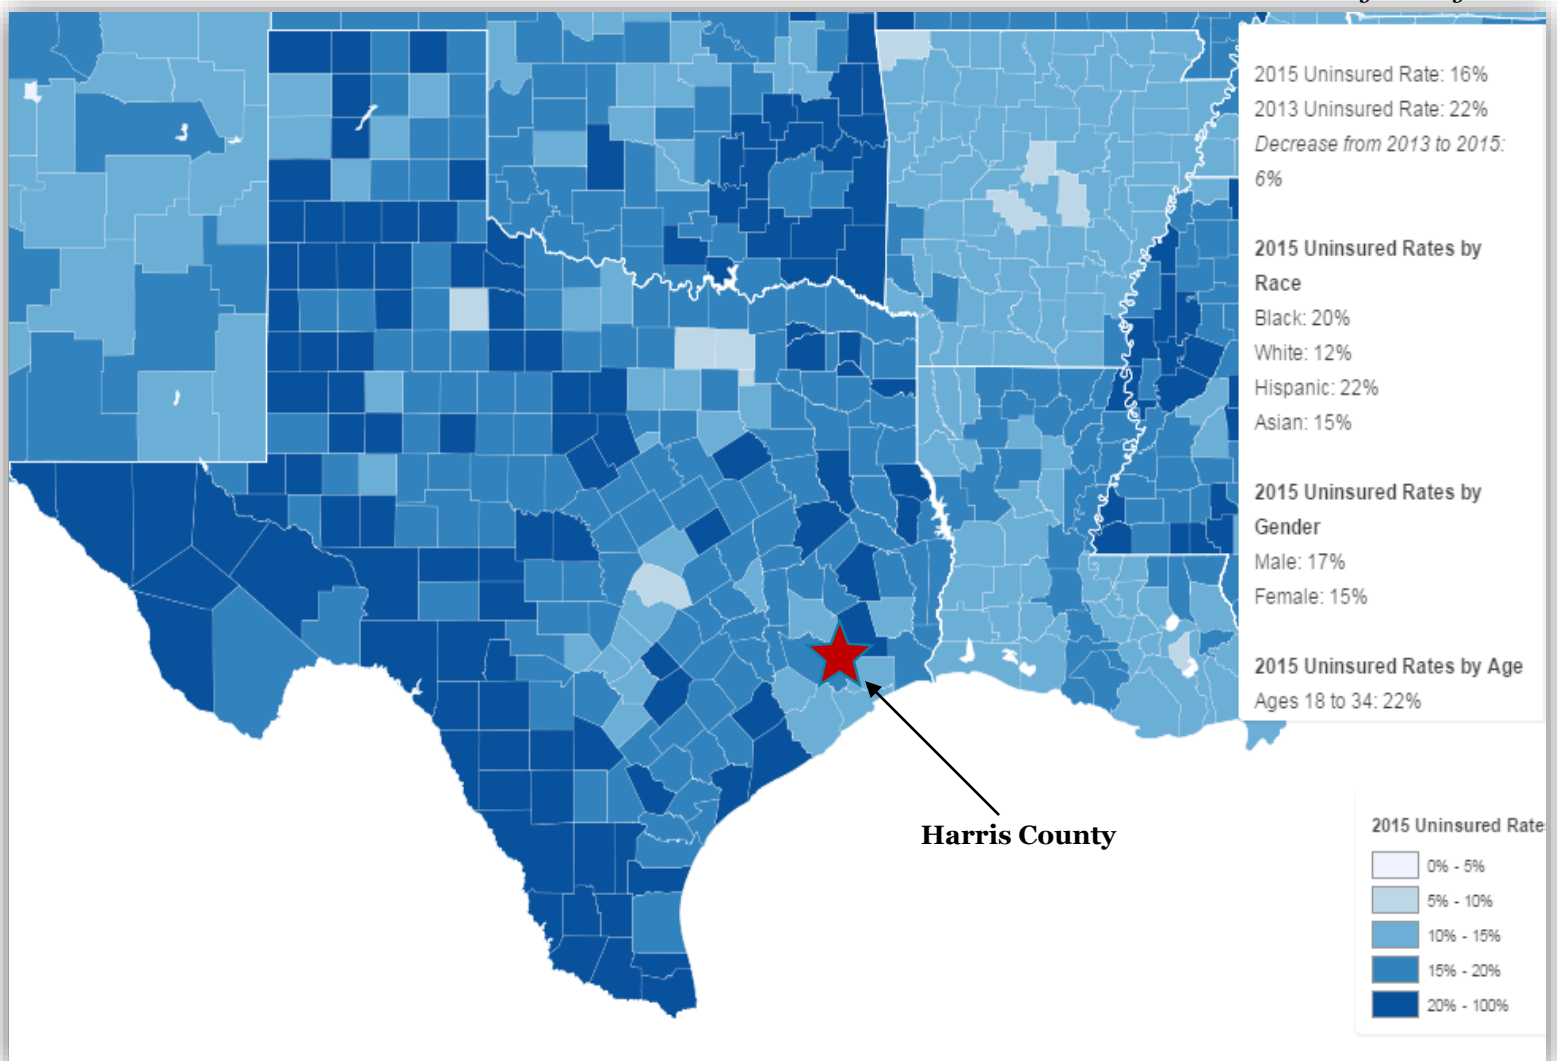 2015 Uninsured Rate: 16%
2013 Uninsured Rate: 22%
Decrease from 2013 to 2015:
6%
2015 Uninsured Rates by
Race
Black: 20%
White: 12%
Hispanic: 22%
Asian: 15%
2015 Uninsured Rates by
Gender
Male: 17%
Female: 15%
2015 Uninsured Rates by Age
Ages 18 to 34: 22%
Harris County
2015 Uninsured Rate
0% - 5%
5% - 10%
10% - 15%
15% - 20%
20% - 100%